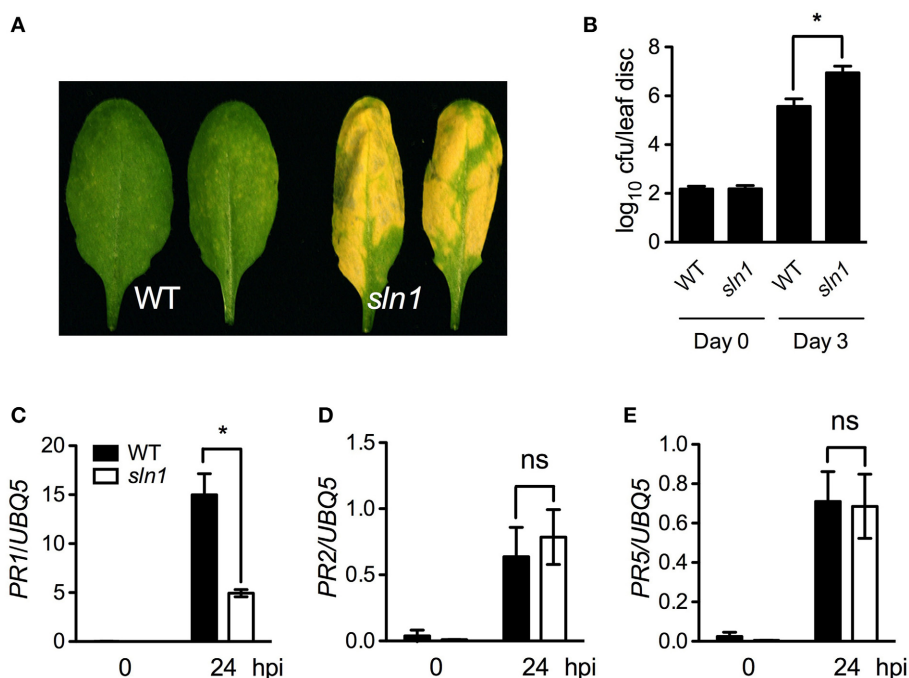 A
WT
sln1
B
*
log10 cfu/leaf disc
8
6
4
2
0
WT
sln1
WT
sln1
Day 0
Day 3
C
WT
sln1
*
PR1/UBQ5
20
15
10
5
0
0
24
hpi
D
ns
PR2/UBQ5
1.5
1.0
0.5
0.0
0
24
hpi
E
ns
PR5/UBQ5
1.0
0.8
0.6
0.4
0.2
0.0
0
24
hpi